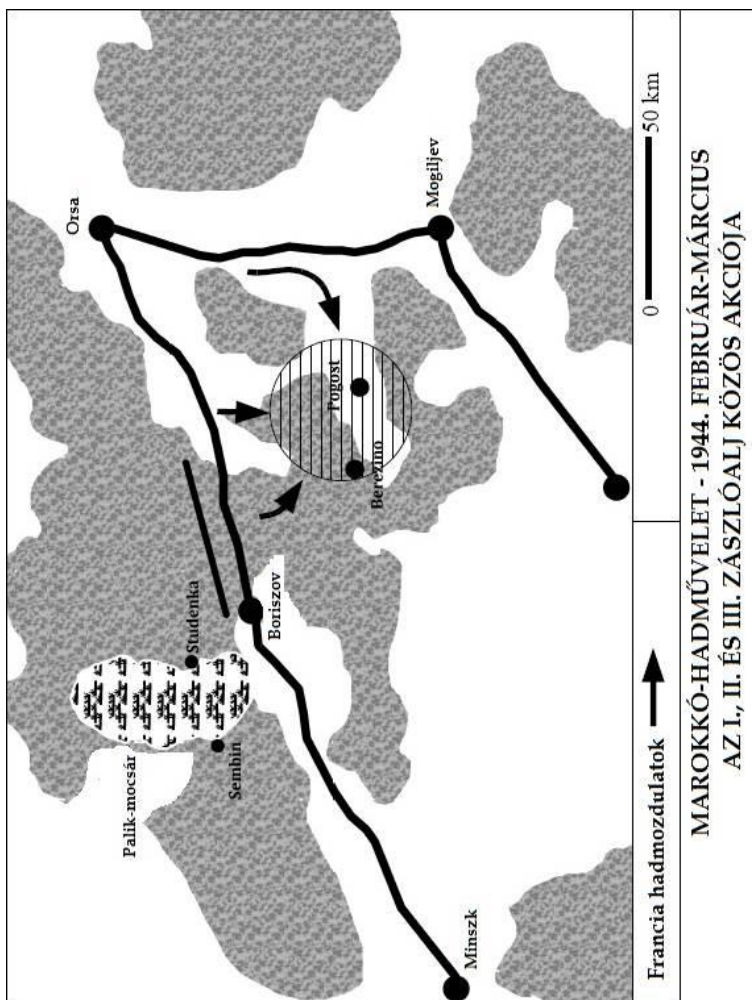 Orsa
Mogiljev
Pogost
Berezino
Studenka
Boriszov
Palik-mocsár
Sembin
Minszk
Francia hadmozdulatok
0 50 km
MAROKKÓ-HADMŰVELET - 1944. FEBRUÁR-MÁRCIUS
AZ I., II. ÉS III. ZÁSZLÓALJ KÖZÖS AKCIÓJA